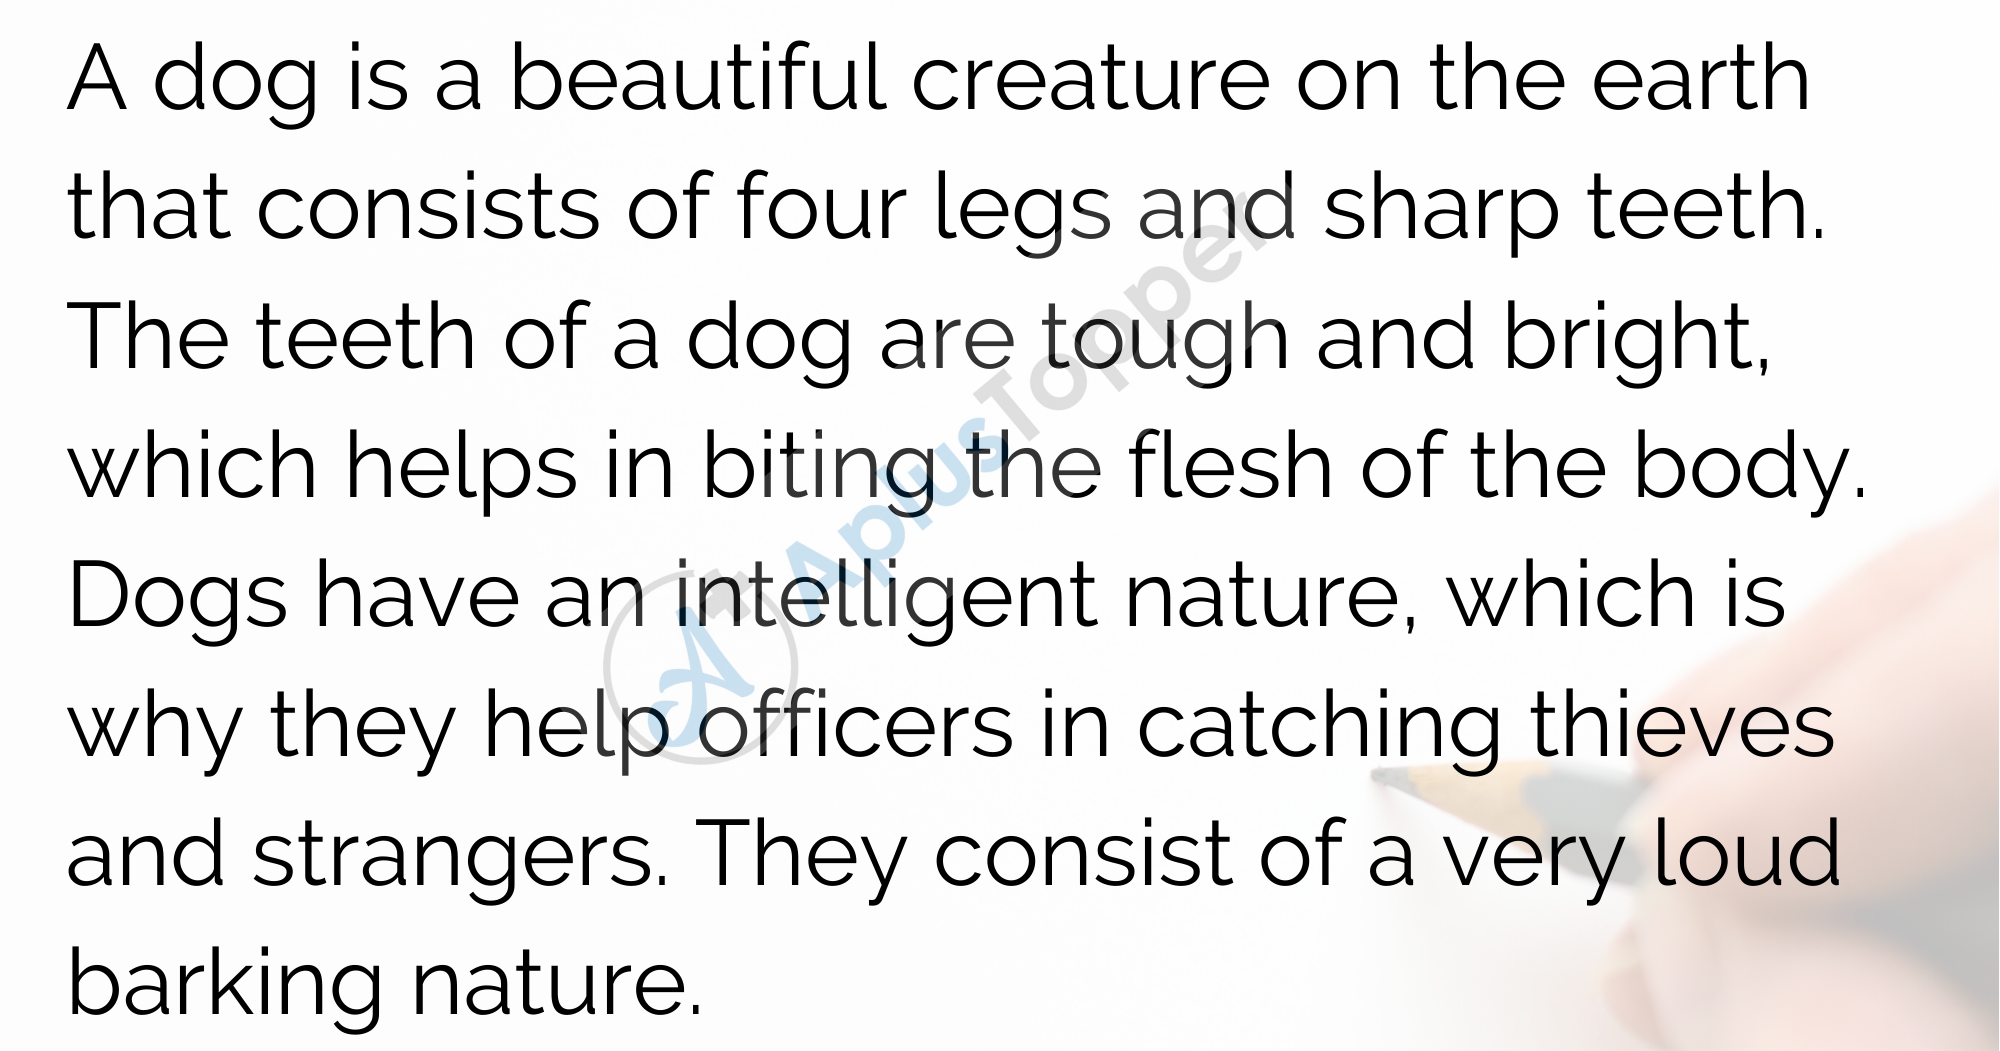 A dog is a beautiful creature on the earth
that consists of four legs and sharp teeth.
The teeth of a dog are tough and bright,
which helps in biting the flesh of the body.
Dogs have an intelligent nature, which is
why they help officers in catching thieves
and strangers. They consist of a very loud
barking nature.
AplusTopper
A+